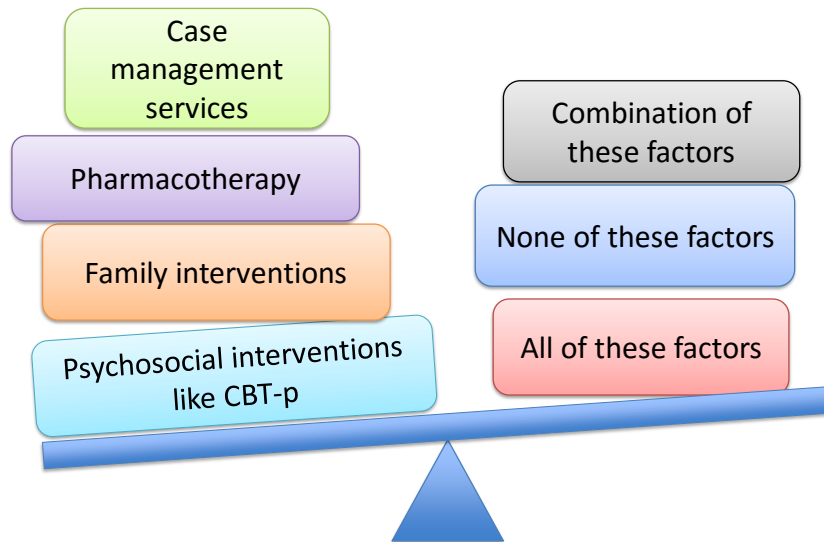 Case
management
services
Pharmacotherapy
Family interventions
Psychosocial interventions
like CBT-p
Combination of
these factors
None of these factors
All of these factors